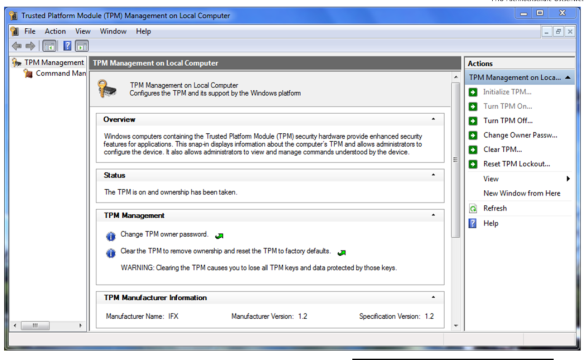 Trusted Platform Module (TPM) Management on Local Computer
File Action View Window Help
TPM Management
Command Man
TPM Management on Local Computer
TPM Management on Local Computer
Configures the TPM and its support by the Windows platform
Overview
Windows computers containing the Trusted Platform Module (TPM) security hardware provide enhanced security
features for applications. This snap-in displays information about the computer's TPM and allows administrators to
configure the device. It also allows administrators to view and manage commands understood by the device.
Status
The TPM is on and ownership has been taken.
TPM Management
Change TPM owner password.
Clear the TPM to remove ownership and reset the TPM to factory defaults.
WARNING: Clearing the TPM causes you to lose all TPM keys and data protected by those keys.
TPM Manufacturer Information
Manufacturer Name: IFX Manufacturer Version: 1.2 Specification Version: 1.2
Actions
TPM Management on Loca...
Initialize TPM...
Turn TPM On...
Turn TPM Off...
Change Owner Passw...
Clear TPM...
Reset TPM Lockout...
View
New Window from Here
Refresh
Help